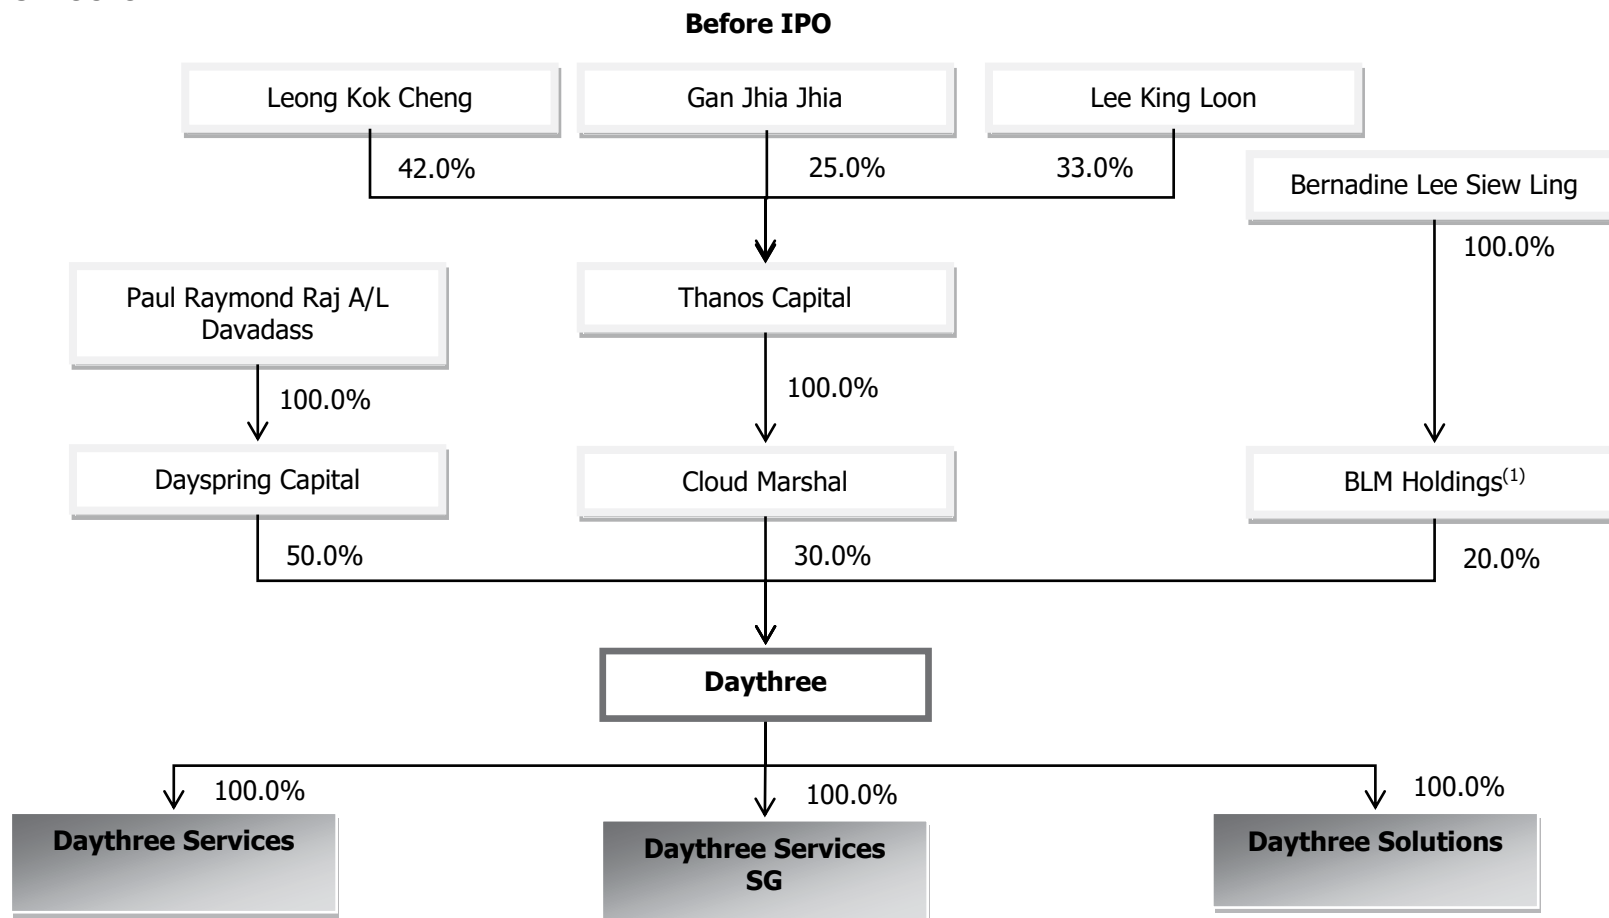 Before IPO
Leong Kok Cheng
Gan Jhia Jhia
Lee King Loon
42.0%
25.0%
33.0%
Bernadine Lee Siew Ling
100.0%
Paul Raymond Raj A/L
Davadass
Thanos Capital
100.0%
100.0%
Dayspring Capital
Cloud Marshal
BLM Holdings(1)
50.0%
30.0%
20.0%
Daythree
100.0%
100.0%
100.0%
Daythree Services
Daythree Services
SG
Daythree Solutions